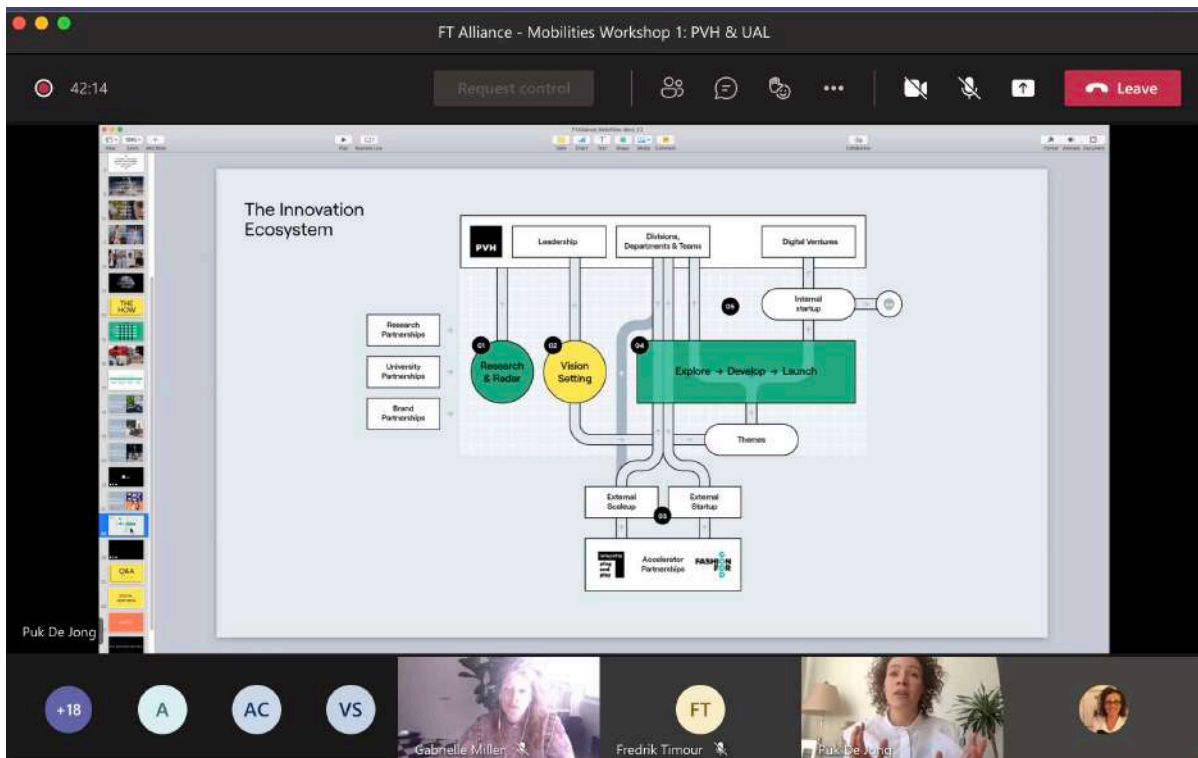 FT Alliance - Mobilities Workshop 1: PVH & UAL
42:14
Request control
Leave
The Innovation
Ecosystem
PVH
Leadership
Divisions,
Departments & Teams
Digital Ventures
05
Internal
startup
Research
Partnerships
University
Partnerships
Brand
Partnerships
01
Research
& Radar
02
Vision
Setting
04
Explore → Develop → Launch
Themes
External
Scaleup
External
Startup
03
plug
and
play
Accelerator
Partnerships
FASHION
FOR
GOOD
THE
HOW
Q&A
Puk De Jong
+18
A
AC
VS
Gabrielle Miller
FT
Fredrik Timour
Puk De Jong